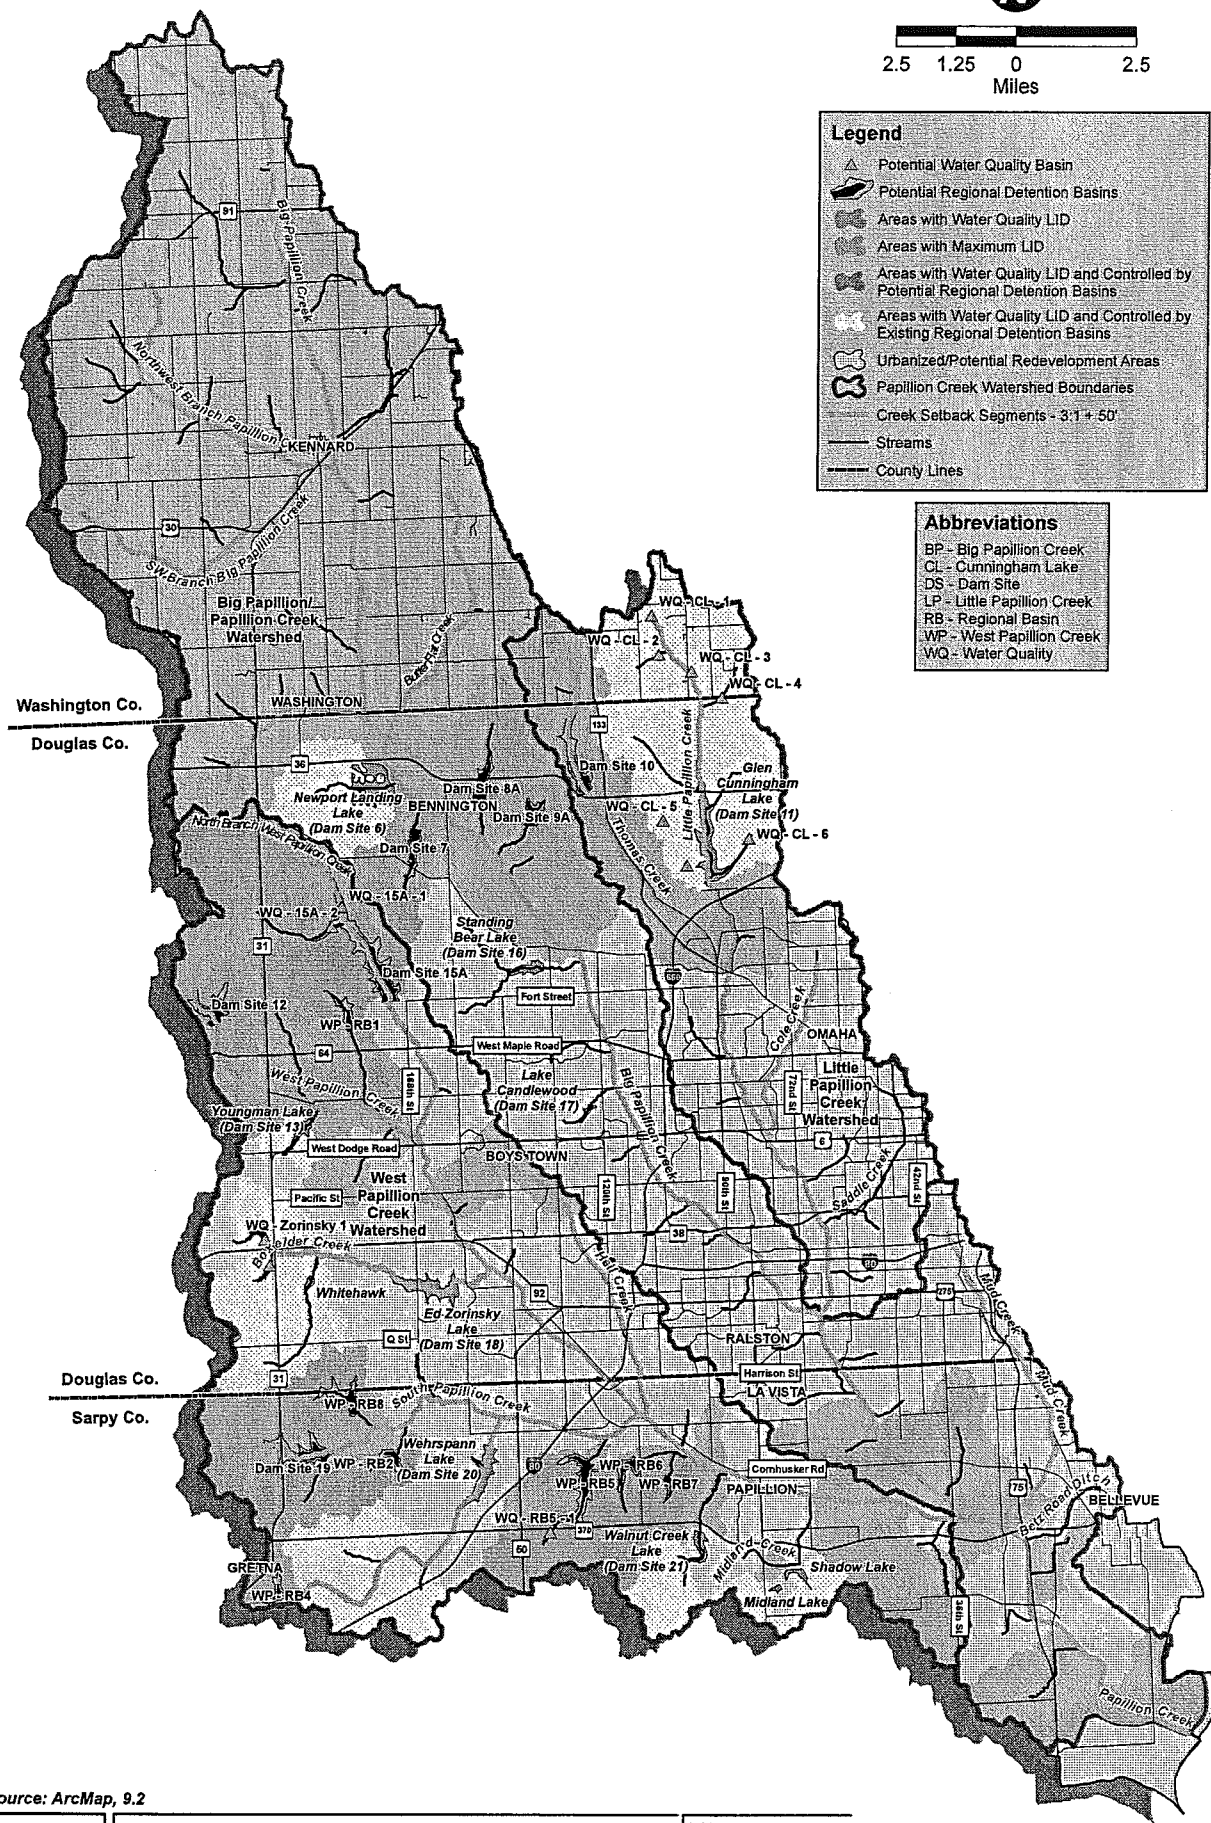 2.5 1.25 0 2.5
Miles
Legend
Potential Water Quality Basin
Potential Regional Detention Basins
Areas with Water Quality LID
Areas with Maximum LID
Areas with Water Quality LID and Controlled by
Potential Regional Detention Basins
Areas with Water Quality LID and Controlled by
Existing Regional Detention Basins
Urbanized/Potential Redevelopment Areas
Papillion Creek Watershed Boundaries
Creek Setback Segments - 3:1 + 50'
Streams
County Lines
Abbreviations
BP - Big Papillion Creek
CL - Cunningham Lake
DS - Dam Site
LP - Little Papillion Creek
RB - Regional Basin
WP - West Papillion Creek
WQ - Water Quality
91
Big Papillion Creek
Northwest Branch Papillion
KENNARD
30
SW Branch Big Papillion Creek
Big Papillion/
Papillion Creek
Watershed
Butter Flat Creek
WQ - CL - 1
WQ - CL - 2
WQ - CL - 3
WQ - CL - 4
Washington Co.
WASHINGTON
Douglas Co.
133
36
Dam Site 10
Little Papillion Creek
Glen
Cunningham
Lake
(Dam Site 11)
Newport Landing
Lake
(Dam Site 6)
Dam Site 8A
BENNINGTON
Dam Site 9A
WQ - CL - 5
WQ - CL - 6
Thomas Creek
North Branch West Papillion Creek
Dam Site 7
WQ - 15A - 1
WQ - 15A - 2
Standing
Bear Lake
(Dam Site 16)
31
Dam Site 15A
Fort Street
Dam Site 12
WP - RB1
Cole Creek
OMAHA
64
West Maple Road
West Papillion Creek
168th St
Lake
Candlewood
(Dam Site 17)
Big Papillion Creek
72nd St
Little
Papillion
Creek
Watershed
Youngman Lake
(Dam Site 13)
West Dodge Road
BOYS TOWN
6
Pacific St
West
Papillion
Creek
Watershed
129th St
90th St
Saddle Creek
42nd St
WQ - Zorinsky 1
Boxelder Creek
38
80
Whitehawk
Ed Zorinsky
Lake
(Dam Site 18)
92
Hell Creek
275
Mud Creek
Q St
RALSTON
Douglas Co.
31
Harrison St
Sarpy Co.
WP - RB8
South Papillion Creek
LA VISTA
Mud Creek
Wehrspann
Lake
(Dam Site 20)
Dam Site 19
WP - RB2
80
WP - RB6
WP - RB5
WP - RB7
Cornhusker Rd
PAPILLION
75
Betz Road Ditch
BELLEVUE
WQ - RB5 - 1
370
50
Walnut Creek
Lake
(Dam Site 21)
Midland Creek
Shadow Lake
Midland Lake
GRETNA
WP - RB4
36th St
Papillion Creek
ource: ArcMap, 9.2